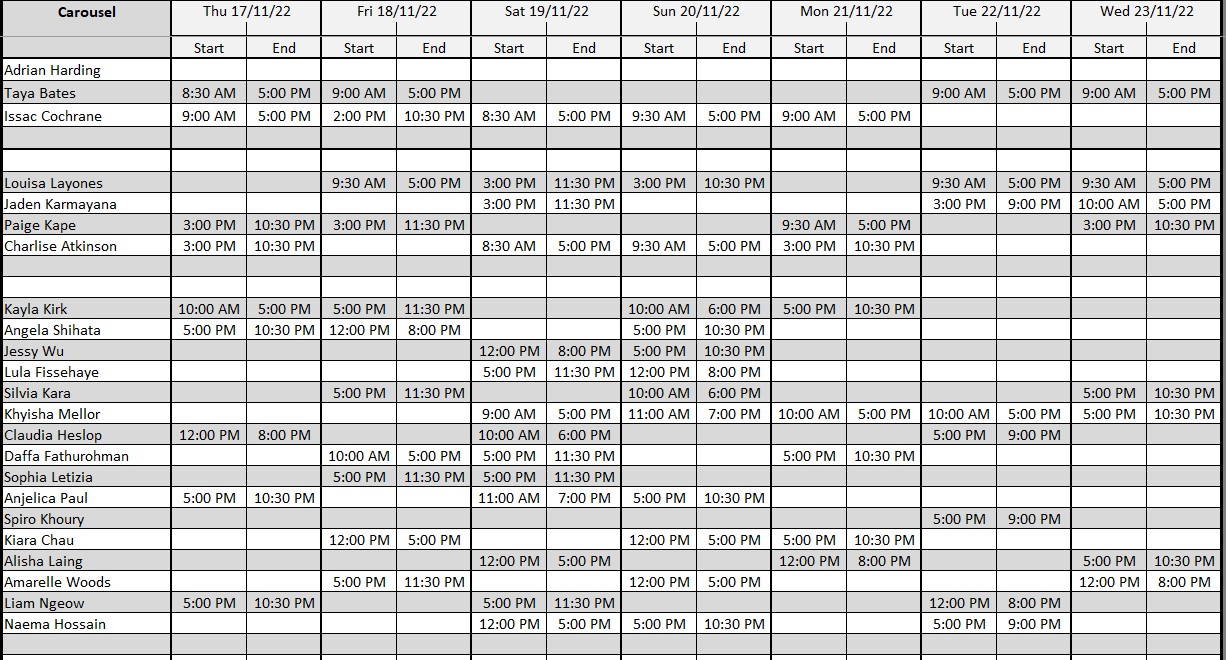 Carousel Thu 17/11/22 Fri 18/11/22 Sat 19/11/22 Sun 20/11/22 Mon 21/11/22 Tue 22/11/22 Wed 23/11/22
Start End Start End Start End Start End Start End Start End Start End
Adrian Harding
Taya Bates 8:30 AM 5:00 PM 9:00 AM 5:00 PM 9:00 AM 5:00 PM 9:00 AM 5:00 PM
Issac Cochrane 9:00 AM 5:00 PM 2:00 PM 10:30 PM 8:30 AM 5:00 PM 9:30 AM 5:00 PM 9:00 AM 5:00 PM
Louisa Layones 9:30 AM 5:00 PM 3:00 PM 11:30 PM 3:00 PM 10:30 PM 9:30 AM 5:00 PM 9:30 AM 5:00 PM
Jaden Karmayana 3:00 PM 11:30 PM 3:00 PM 9:00 PM 10:00 AM 5:00 PM
Paige Kape 3:00 PM 10:30 PM 3:00 PM 11:30 PM 9:30 AM 5:00 PM 3:00 PM 10:30 PM
Charlise Atkinson 3:00 PM 10:30 PM 8:30 AM 5:00 PM 9:30 AM 5:00 PM 3:00 PM 10:30 PM
Kayla Kirk 10:00 AM 5:00 PM 5:00 PM 11:30 PM 10:00 AM 6:00 PM 5:00 PM 10:30 PM
Angela Shihata 5:00 PM 10:30 PM 12:00 PM 8:00 PM 5:00 PM 10:30 PM
Jessy Wu 12:00 PM 8:00 PM 5:00 PM 10:30 PM
Lula Fissehaye 5:00 PM 11:30 PM 12:00 PM 8:00 PM
Silvia Kara 5:00 PM 11:30 PM 10:00 AM 6:00 PM 5:00 PM 10:30 PM
Khyisha Mellor 9:00 AM 5:00 PM 11:00 AM 7:00 PM 10:00 AM 5:00 PM 10:00 AM 5:00 PM 5:00 PM 10:30 PM
Claudia Heslop 12:00 PM 8:00 PM 10:00 AM 6:00 PM 5:00 PM 9:00 PM
Daffa Fathurohman 10:00 AM 5:00 PM 5:00 PM 11:30 PM 5:00 PM 10:30 PM
Sophia Letizia 5:00 PM 11:30 PM 5:00 PM 11:30 PM
Anjelica Paul 5:00 PM 10:30 PM 11:00 AM 7:00 PM 5:00 PM 10:30 PM
Spiro Khoury 5:00 PM 9:00 PM
Kiara Chau 12:00 PM 5:00 PM 12:00 PM 5:00 PM 5:00 PM 10:30 PM
Alisha Laing 12:00 PM 5:00 PM 12:00 PM 8:00 PM 5:00 PM 10:30 PM
Amarelle Woods 5:00 PM 11:30 PM 12:00 PM 5:00 PM 12:00 PM 8:00 PM
Liam Ngeow 5:00 PM 10:30 PM 5:00 PM 11:30 PM 12:00 PM 8:00 PM
Naema Hossain 12:00 PM 5:00 PM 5:00 PM 10:30 PM 5:00 PM 9:00 PM